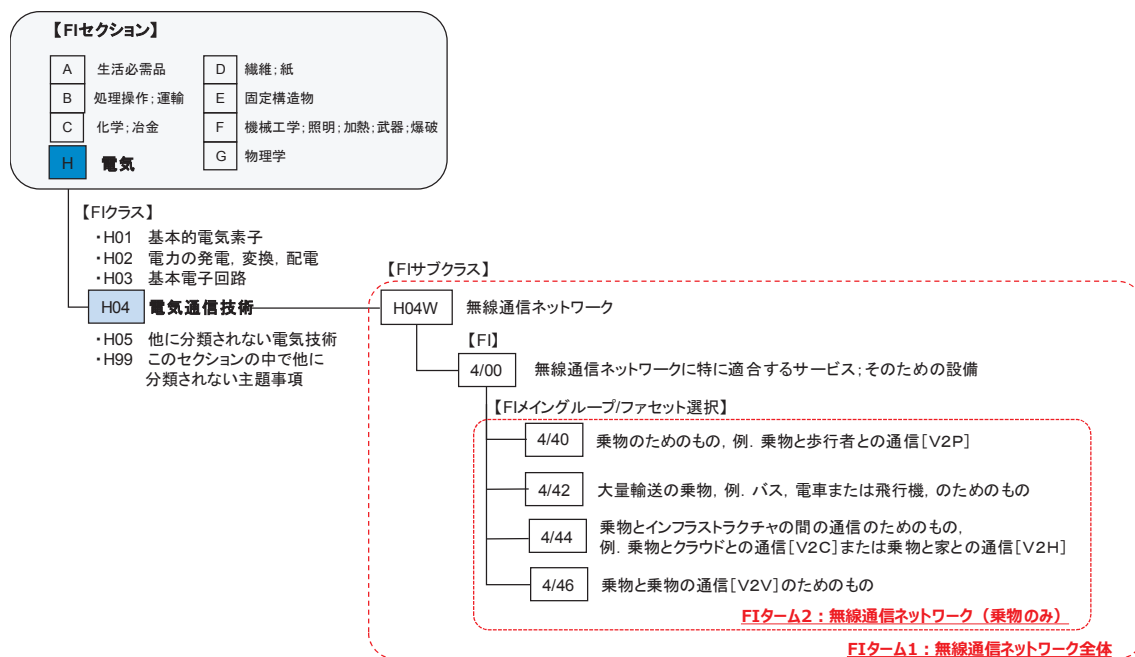 【FIセクション】
A 生活必需品
B 処理操作;運輸
C 化学;冶金
H 電気
D 繊維;紙
E 固定構造物
F 機械工学;照明;加熱;武器;爆破
G 物理学
【FIクラス】
・H01 基本的電気素子
・H02 電力の発電, 変換, 配電
・H03 基本電子回路
H04 電気通信技術
・H05 他に分類されない電気技術
・H99 このセクションの中で他に
分類されない主題事項
【FIサブクラス】
H04W 無線通信ネットワーク
【FI】
4/00 無線通信ネットワークに特に適合するサービス;そのための設備
【FIメイングループ/ファセット選択】
4/40 乗物のためのもの, 例. 乗物と歩行者との通信[V2P]
4/42 大量輸送の乗物, 例. バス, 電車または飛行機, のためのもの
4/44 乗物とインフラストラクチャの間の通信のためのもの,
例. 乗物とクラウドとの通信[V2C]または乗物と家との通信[V2H]
4/46 乗物と乗物の通信[V2V]のためのもの
FIターム2:無線通信ネットワーク(乗物のみ)
FIターム1:無線通信ネットワーク全体